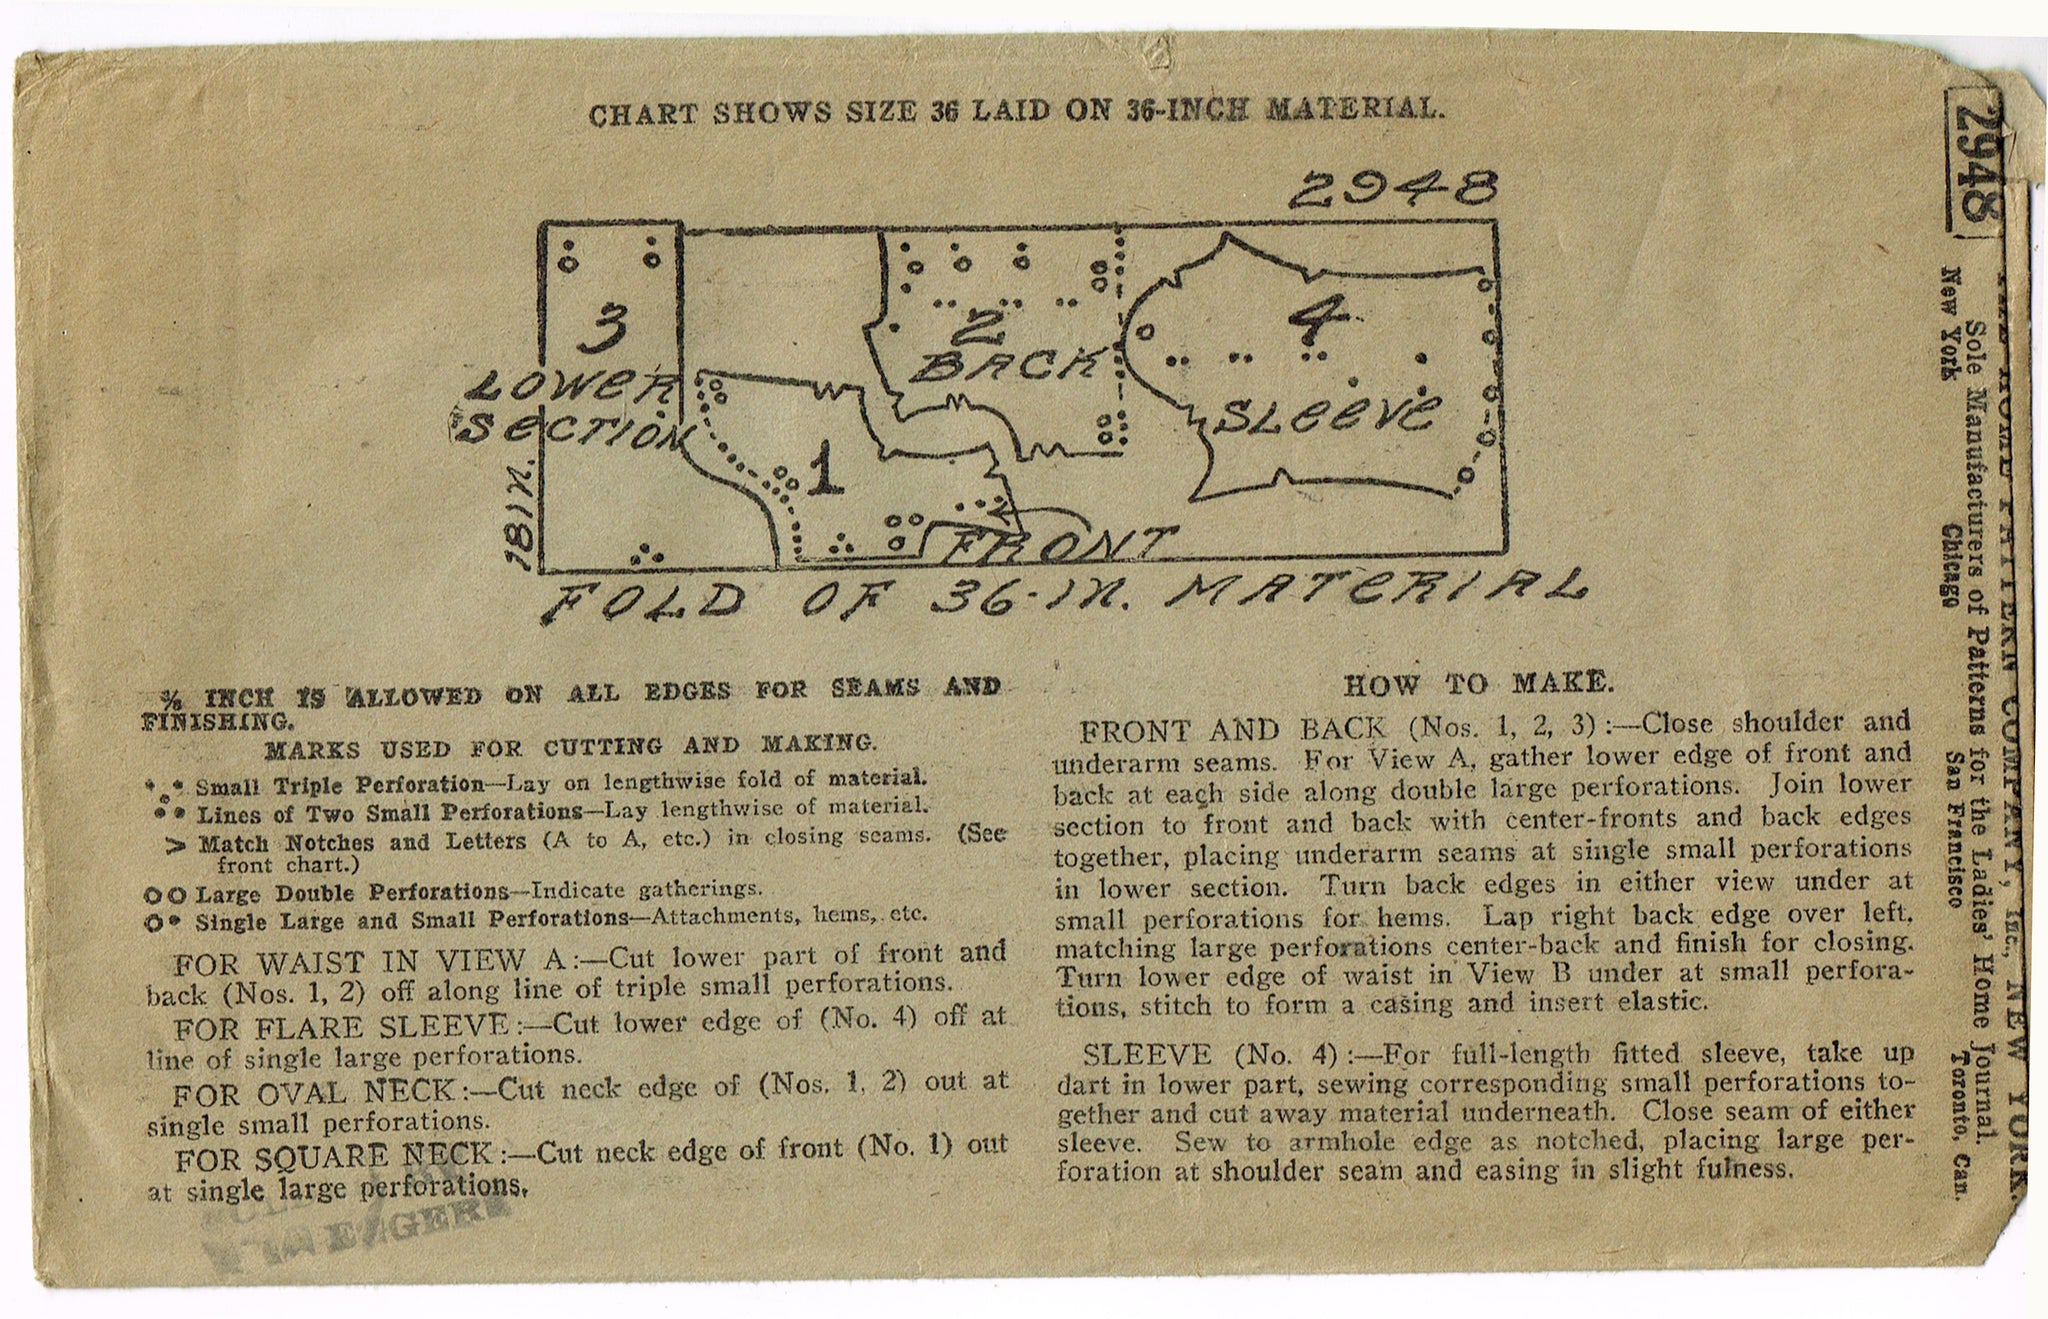 CHART SHOWS SIZE 36 LAID ON 36-INCH MATERIAL.
2948
3
LOWER
SECTION
2
BACK
4
SLEEVE
1
FRONT
18 IN.
FOLD OF 36-IN. MATERIAL
⅜ INCH IS ALLOWED ON ALL EDGES FOR SEAMS AND
FINISHING.
MARKS USED FOR CUTTING AND MAKING.
Small Triple Perforation—Lay on lengthwise fold of material.
Lines of Two Small Perforations—Lay lengthwise of material.
> Match Notches and Letters (A to A, etc.) in closing seams. (See
front chart.)
Large Double Perforations—Indicate gatherings.
Single Large and Small Perforations—Attachments, hems, etc.
FOR WAIST IN VIEW A:—Cut lower part of front and
back (Nos. 1, 2) off along line of triple small perforations.
FOR FLARE SLEEVE:—Cut lower edge of (No. 4) off at
line of single large perforations.
FOR OVAL NECK:—Cut neck edge of (Nos. 1, 2) out at
single small perforations.
FOR SQUARE NECK:—Cut neck edge of front (No. 1) out
at single large perforations.
HOW TO MAKE.
FRONT AND BACK (Nos. 1, 2, 3):—Close shoulder and
underarm seams. For View A, gather lower edge of front and
back at each side along double large perforations. Join lower
section to front and back with center-fronts and back edges
together, placing underarm seams at single small perforations
in lower section. Turn back edges in either view under at
small perforations for hems. Lap right back edge over left.
matching large perforations center-back and finish for closing.
Turn lower edge of waist in View B under at small perfora-
tions, stitch to form a casing and insert elastic.
SLEEVE (No. 4):—For full-length fitted sleeve, take up
dart in lower part, sewing corresponding small perforations to-
gether and cut away material underneath. Close seam of either
sleeve. Sew to armhole edge as notched, placing large per-
foration at shoulder seam and easing in slight fulness.
2948
HOME PATTERN COMPANY, Inc., NEW YORK.
Sole Manufacturers of Patterns for the Ladies' Home Journal.
New York Chicago San Francisco Toronto, Can.